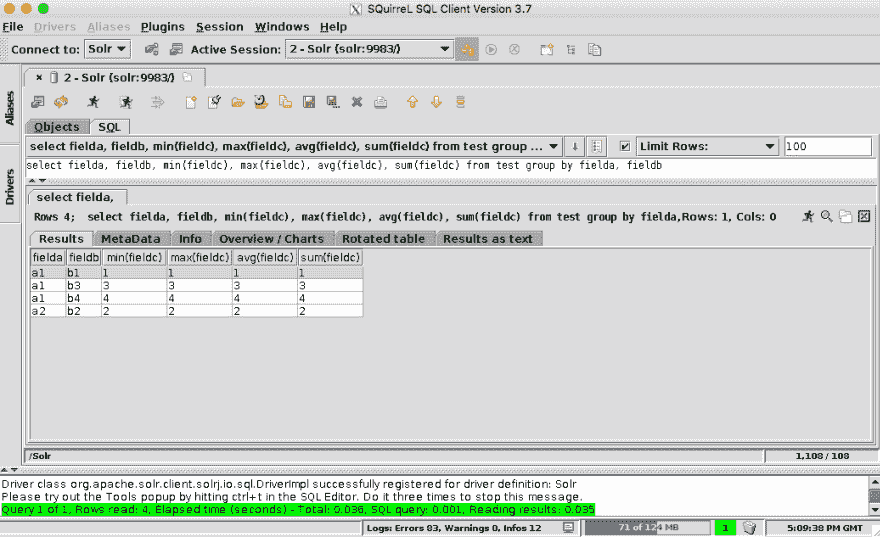 SQuirreL SQL Client Version 3.7
File Drivers Aliases Plugins Session Windows Help
Connect to: Solr Active Session: 2 - Solr (solr:9983/)
2 - Solr (solr:9983/)
Aliases
Drivers
Objects SQL
select fielda, fieldb, min(fieldc), max(fieldc), avg(fieldc), sum(fieldc) from test group ... Limit Rows: 100
select fielda, fieldb, min(fieldc), max(fieldc), avg(fieldc), sum(fieldc) from test group by fielda, fieldb
select fielda,
Rows 4; select fielda, fieldb, min(fieldc), max(fieldc), avg(fieldc), sum(fieldc) from test group by fielda,Rows: 1, Cols: 0
Results MetaData Info Overview / Charts Rotated table Results as text
fielda fieldb min(fieldc) max(fieldc) avg(fieldc) sum(fieldc)
a1 b1 1 1 1 1
a1 b3 3 3 3 3
a1 b4 4 4 4 4
a2 b2 2 2 2 2
/Solr 1,108 / 108
Driver class org.apache.solr.client.solrj.io.sql.DriverImpl successfully registered for driver definition: Solr
Please try out the Tools popup by hitting ctrl+t in the SQL Editor. Do it three times to stop this message.
Query 1 of 1, Rows read: 4, Elapsed time (seconds) - Total: 0.036, SQL query: 0.001, Reading results: 0.035
Logs: Errors 83, Warnings 0, Infos 12 71 of 124 MB 1 5:09:38 PM GMT